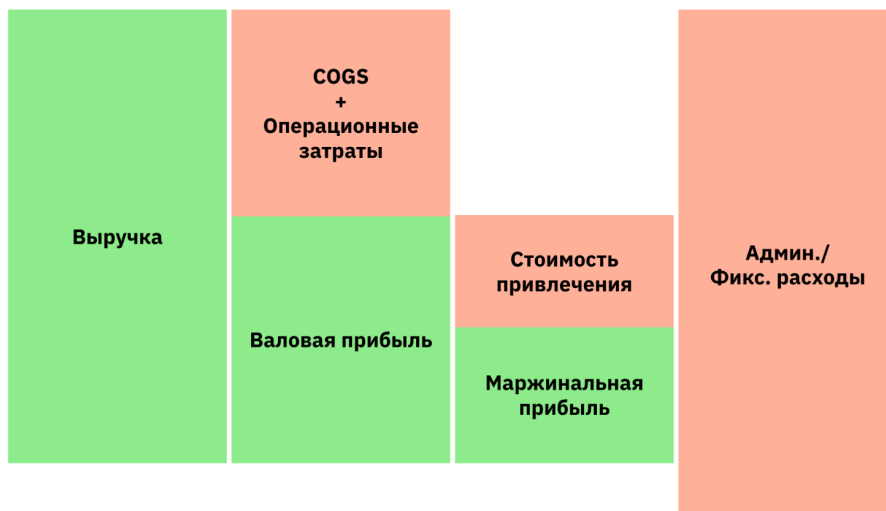 Выручка
COGS
+
Операционные
затраты
Валовая прибыль
Стоимость
привлечения
Маржинальная
прибыль
Админ./
Фикс. расходы